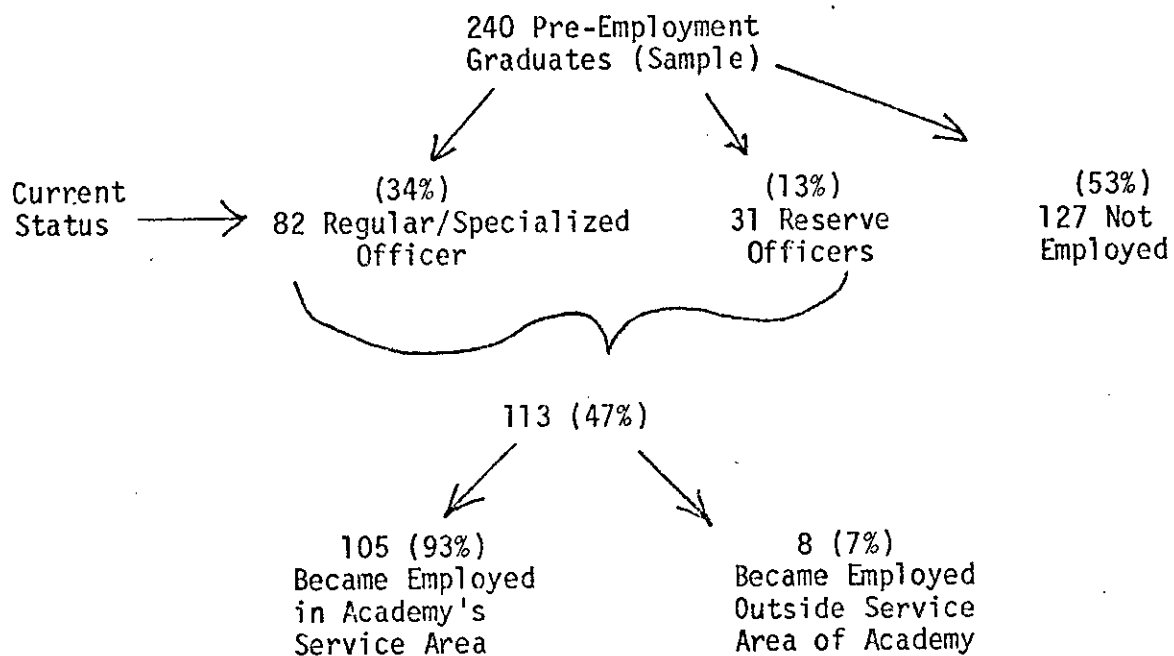 240 Pre-Employment
Graduates (Sample)
Current
Status
(34%)
82 Regular/Specialized
Officer
(13%)
31 Reserve
Officers
(53%)
127 Not
Employed
113 (47%)
105 (93%)
Became Employed
in Academy's
Service Area
8 (7%)
Became Employed
Outside Service
Area of Academy